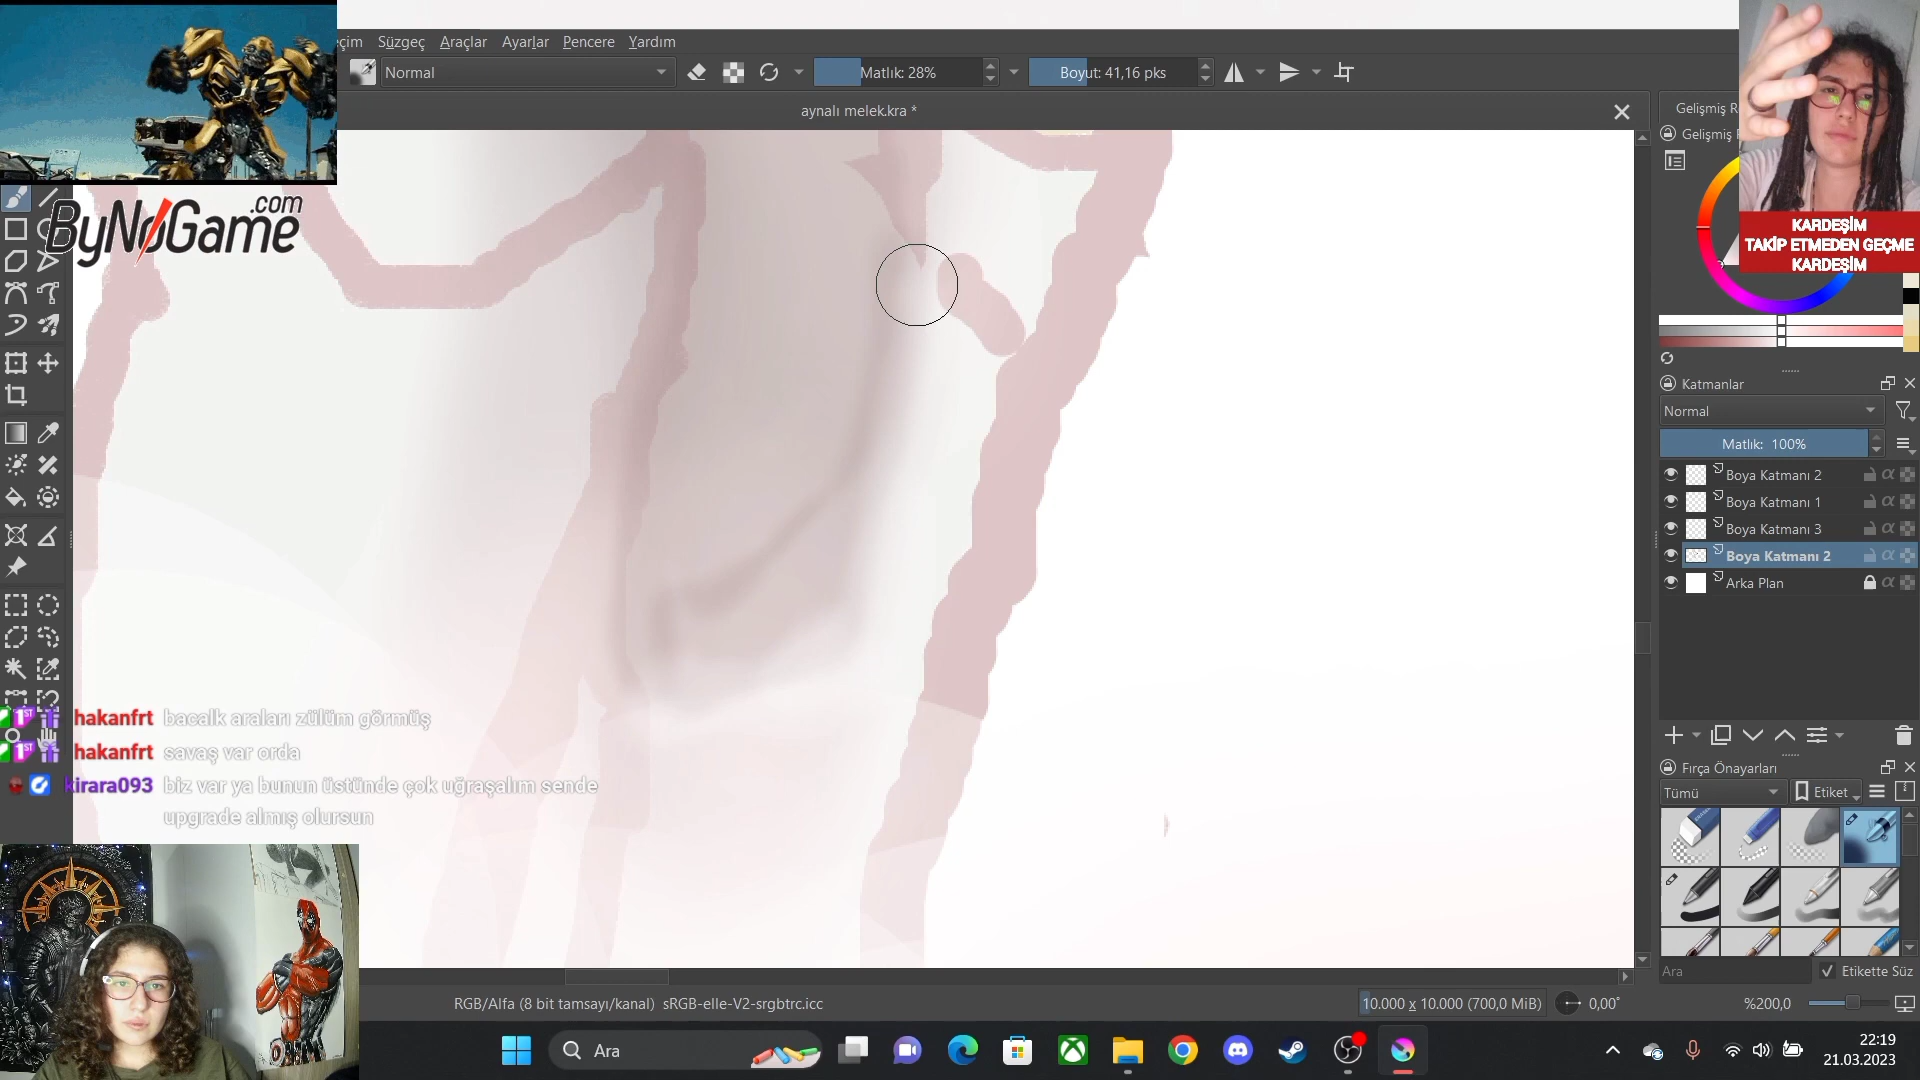 eçim Süzgeç Araçlar Ayarlar Pencere Yardım
Normal Matlık: 28% Boyut: 41,16 pks
aynalı melek.kra *
ByNoGame.com
KARDEŞİM
TAKİP ETMEDEN GEÇME
KARDEŞİM
Gelişmiş R
Gelişmiş
Katmanlar
Normal
Matlık: 100%
Boya Katmanı 2
Boya Katmanı 1
Boya Katmanı 3
Boya Katmanı 2
Arka Plan
hakanfrt bacalk araları zülüm görmüş
hakanfrt savaş var orda
kirara093 biz var ya bunun üstünde çok uğraşalım sende
upgrade almış olursun
Fırça Önayarları
Tümü Etiket
Ara Etikette Süz
RGB/Alfa (8 bit tamsayı/kanal) sRGB-elle-V2-srgbtrc.icc
10.000 x 10.000 (700,0 MiB) 0,00° %200,0
Ara
22:19
21.03.2023